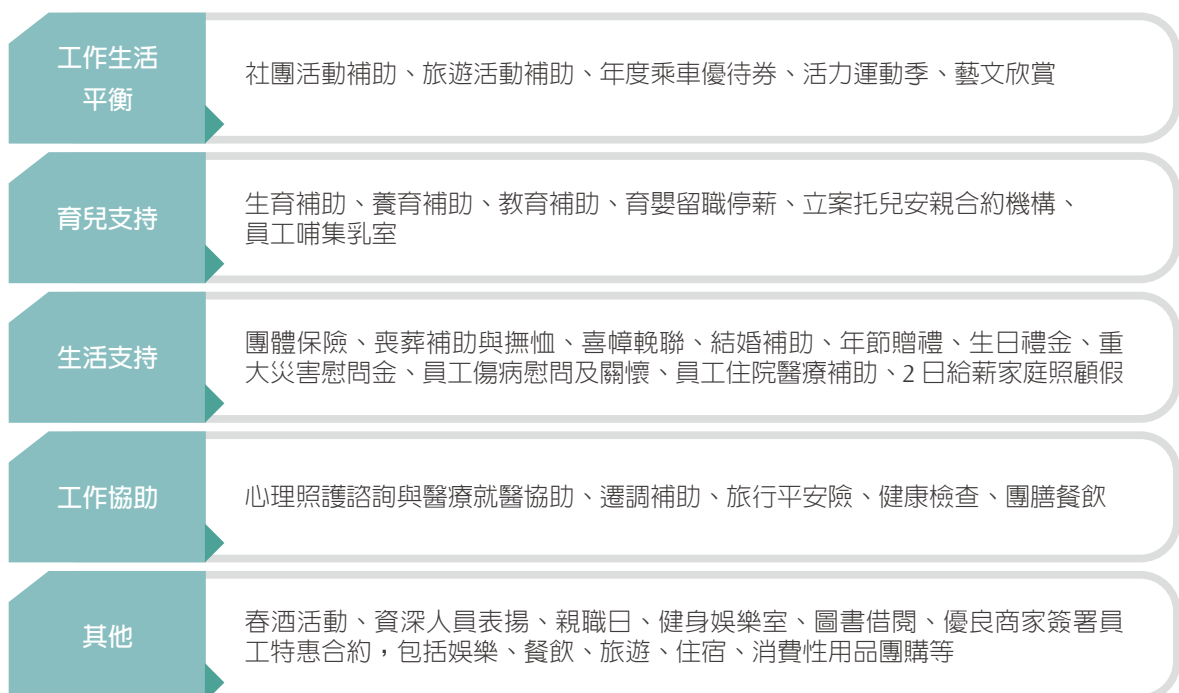 工作生活
平衡
社團活動補助、旅遊活動補助、年度乘車優待券、活力運動季、藝文欣賞
育兒支持
生育補助、養育補助、教育補助、育嬰留職停薪、立案托兒安親合約機構、
員工哺集乳室
生活支持
團體保險、喪葬補助與撫恤、喜幛輓聯、結婚補助、年節贈禮、生日禮金、重
大災害慰問金、員工傷病慰問及關懷、員工住院醫療補助、2 日給薪家庭照顧假
工作協助
心理照護諮詢與醫療就醫協助、遷調補助、旅行平安險、健康檢查、團膳餐飲
其他
春酒活動、資深人員表揚、親職日、健身娛樂室、圖書借閱、優良商家簽署員
工特惠合約，包括娛樂、餐飲、旅遊、住宿、消費性用品團購等